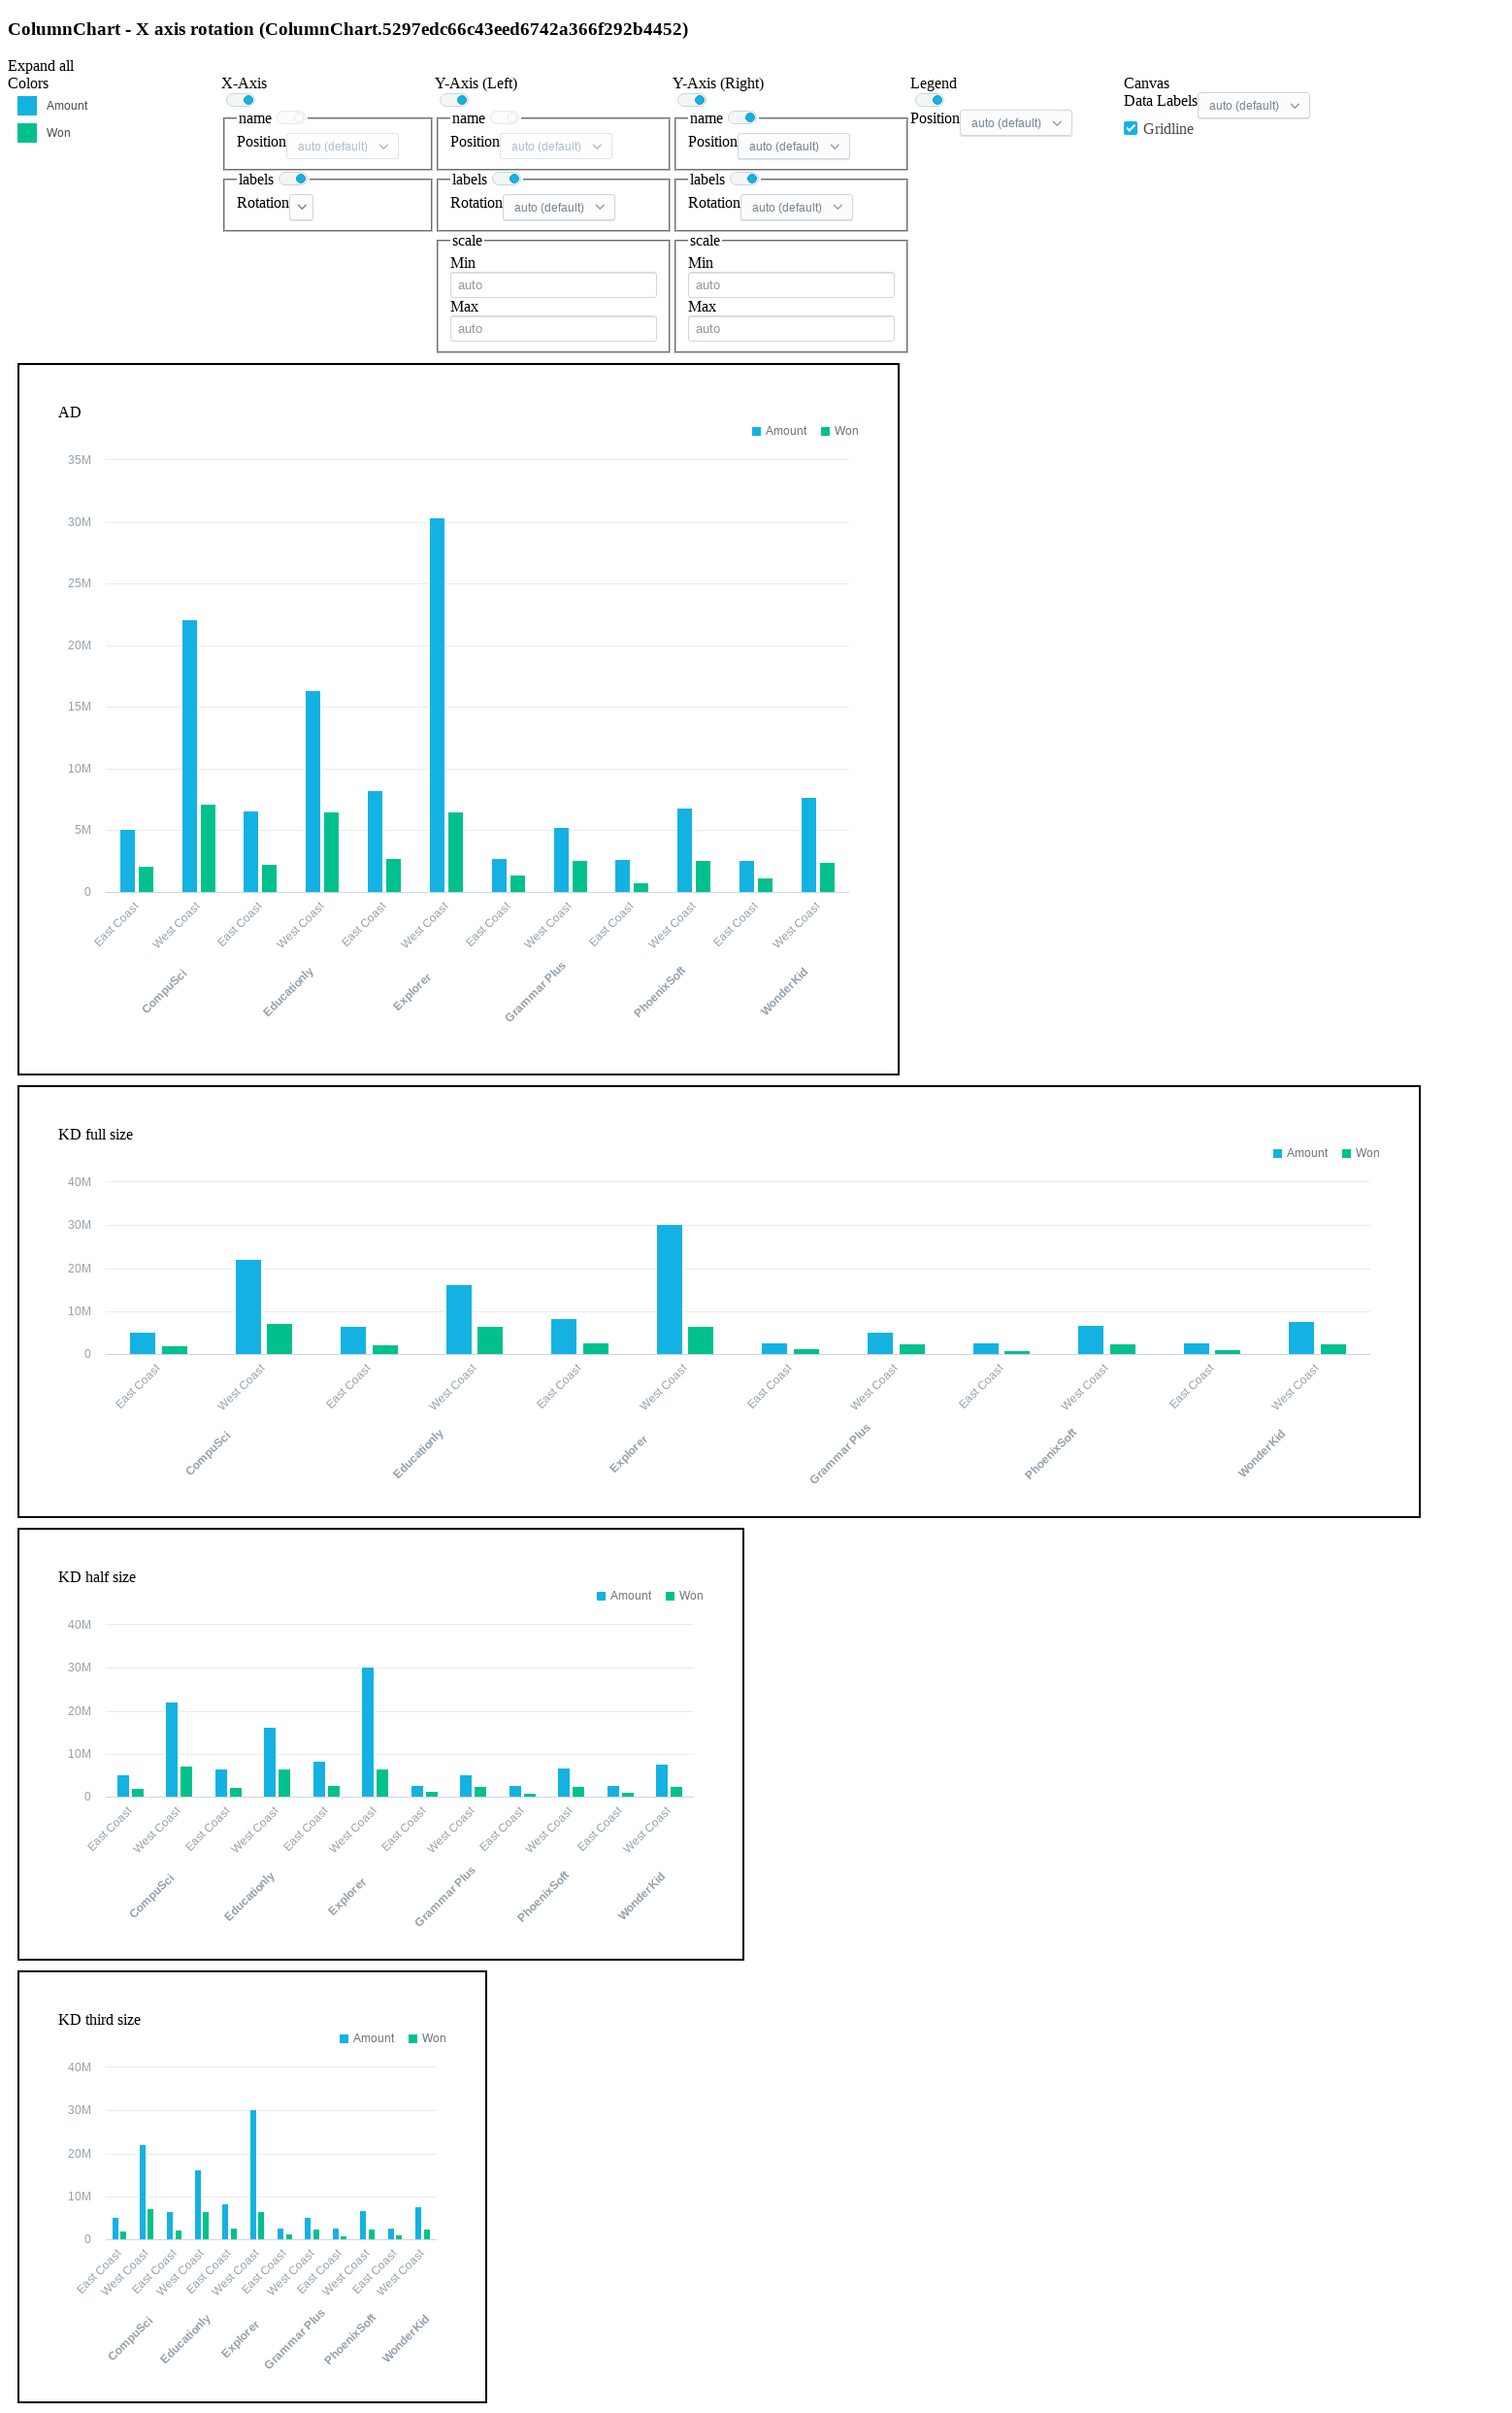 ColumnChart - X axis rotation (ColumnChart.5297edc66c43eed6742a366f292b4452)
Expand all
Colors
Amount
Won
X-Axis
name
Position auto (default)
labels
Rotation
Y-Axis (Left)
name
Position auto (default)
labels
Rotation auto (default)
scale
Min
auto
Max
auto
Y-Axis (Right)
name
Position auto (default)
labels
Rotation auto (default)
scale
Min
auto
Max
auto
Legend
Position auto (default)
Canvas
Data Labels auto (default)
Gridline
AD
Amount Won
35M
30M
25M
20M
15M
10M
5M
0
East Coast West Coast East Coast West Coast East Coast West Coast East Coast West Coast East Coast West Coast East Coast West Coast
CompuSci Educationly Explorer Grammar Plus PhoenixSoft WonderKid
KD full size
Amount Won
40M
30M
20M
10M
0
East Coast West Coast East Coast West Coast East Coast West Coast East Coast West Coast East Coast West Coast East Coast West Coast
CompuSci Educationly Explorer Grammar Plus PhoenixSoft WonderKid
KD half size
Amount Won
40M
30M
20M
10M
0
East Coast West Coast East Coast West Coast East Coast West Coast East Coast West Coast East Coast West Coast East Coast West Coast
CompuSci Educationly Explorer Grammar Plus PhoenixSoft WonderKid
KD third size
Amount Won
40M
30M
20M
10M
0
East Coast West Coast East Coast West Coast East Coast West Coast East Coast West Coast East Coast West Coast East Coast West Coast
CompuSci Educationly Explorer Grammar Plus PhoenixSoft WonderKid